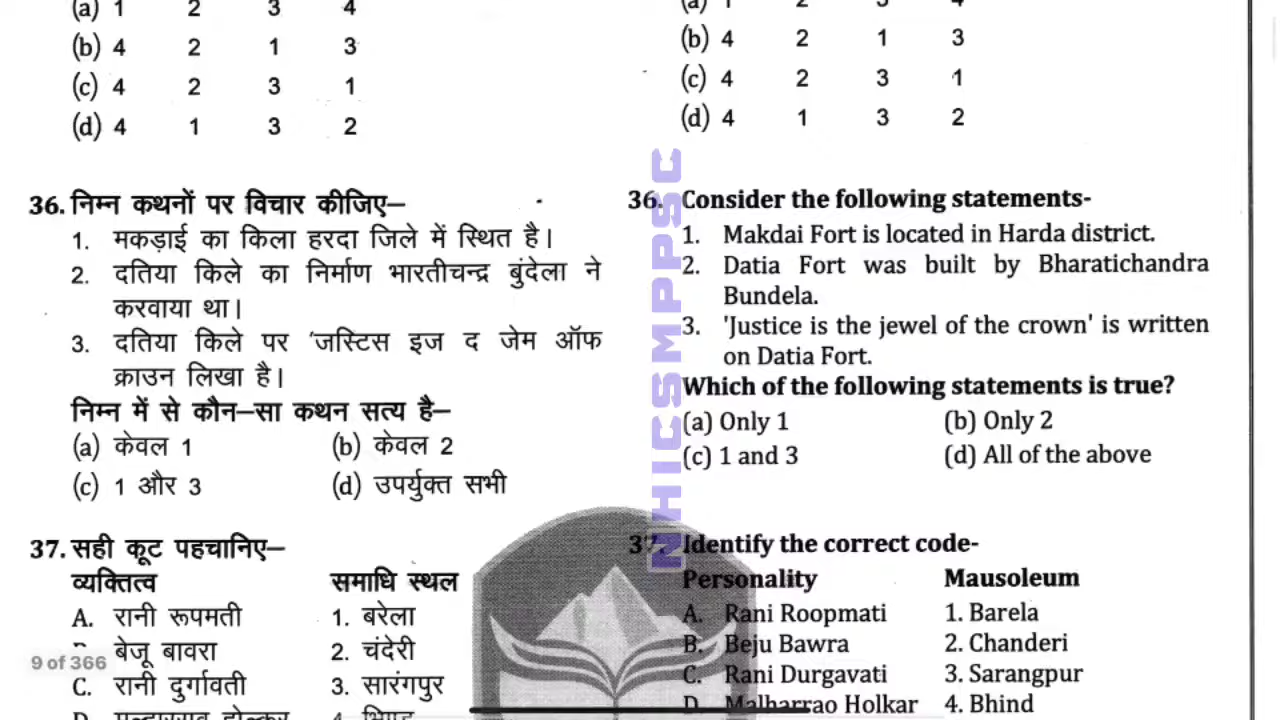 (a) 1 2 3 4
(b) 4 2 1 3
(c) 4 2 3 1
(d) 4 1 3 2
36. निम्न कथनों पर विचार कीजिए–
1. मकड़ाई का किला हरदा जिले में स्थित है।
2. दतिया किले का निर्माण भारतीचन्द्र बुंदेला ने
करवाया था।
3. दतिया किले पर 'जस्टिस इज द जेम ऑफ
क्राउन लिखा है।
निम्न में से कौन–सा कथन सत्य है–
(a) केवल 1 (b) केवल 2
(c) 1 और 3 (d) उपर्युक्त सभी
37. सही कूट पहचानिए–
व्यक्तित्व समाधि स्थल
A. रानी रूपमती 1. बरेला
बेजू बावरा 2. चंदेरी
C. रानी दुर्गावती 3. सारंगपुर
9 of 366
(a) 1 2 3 4
(b) 4 2 1 3
(c) 4 2 3 1
(d) 4 1 3 2
36. Consider the following statements-
1. Makdai Fort is located in Harda district.
2. Datia Fort was built by Bharatichandra
Bundela.
3. 'Justice is the jewel of the crown' is written
on Datia Fort.
Which of the following statements is true?
(a) Only 1 (b) Only 2
(c) 1 and 3 (d) All of the above
37. Identify the correct code-
Personality Mausoleum
A. Rani Roopmati 1. Barela
B. Beju Bawra 2. Chanderi
C. Rani Durgavati 3. Sarangpur
D. Malharrao Holkar 4. Bhind
NHICSMPPSC